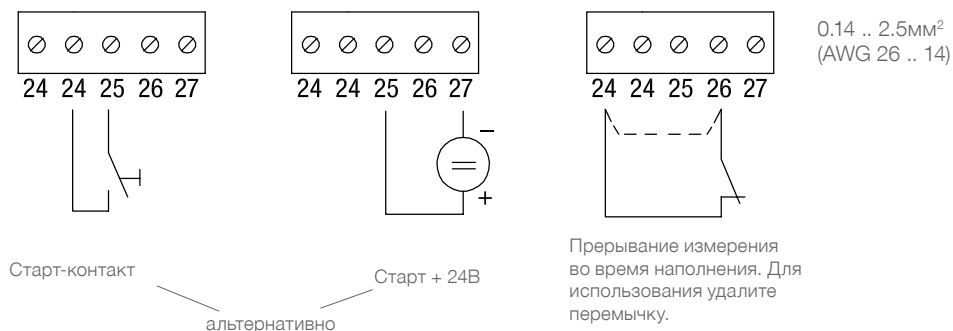 24 24 25 26 27
24 24 25 26 27
24 24 25 26 27
0.14 .. 2.5мм²
(AWG 26 .. 14)
−
+
Старт-контакт
Старт + 24В
альтернативно
Прерывание измерения
во время наполнения. Для
использования удалите
перемычку.